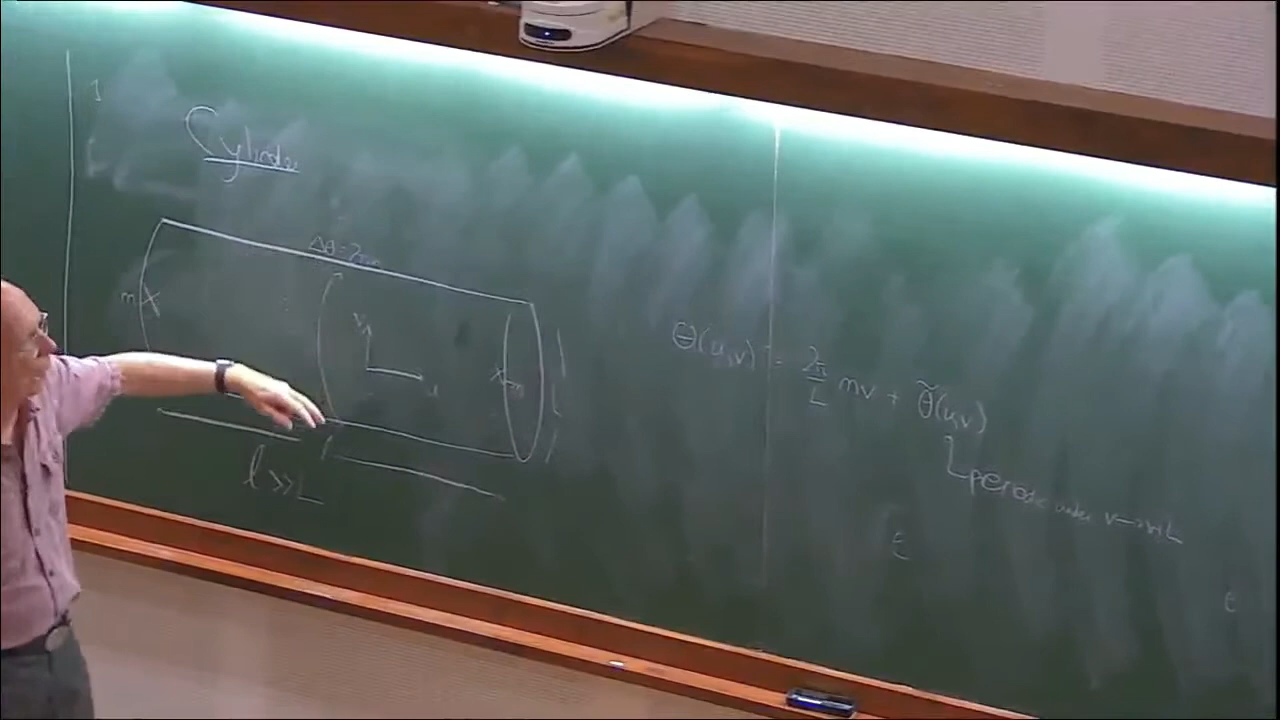 Cylinder
Δθ=2πm
m
v
u
-m
L
l >> L
Θ(u,v) = 2π/L mv + θ̃(u,v)
periodic under v→v+L